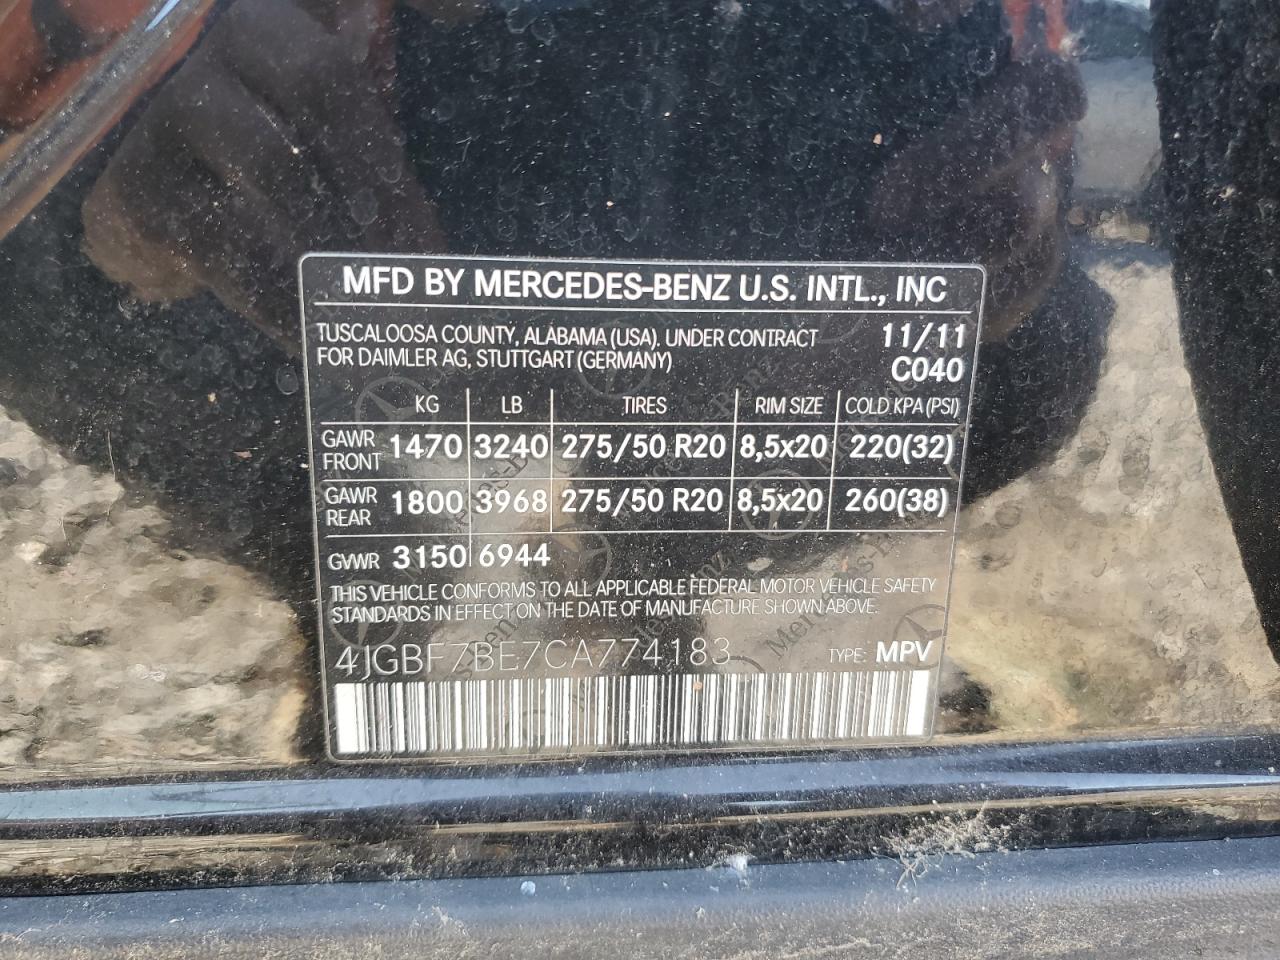 MFD BY MERCEDES-BENZ U.S. INTL., INC
TUSCALOOSA COUNTY, ALABAMA (USA). UNDER CONTRACT 11/11
FOR DAIMLER AG, STUTTGART (GERMANY) C040
KG LB TIRES RIM SIZE COLD KPA (PSI)
GAWR FRONT 1470 3240 275/50 R20 8,5x20 220(32)
GAWR REAR 1800 3968 275/50 R20 8,5x20 260(38)
GVWR 3150 6944
THIS VEHICLE CONFORMS TO ALL APPLICABLE FEDERAL MOTOR VEHICLE SAFETY
STANDARDS IN EFFECT ON THE DATE OF MANUFACTURE SHOWN ABOVE.
4JGBF7BE7CA774183 TYPE: MPV